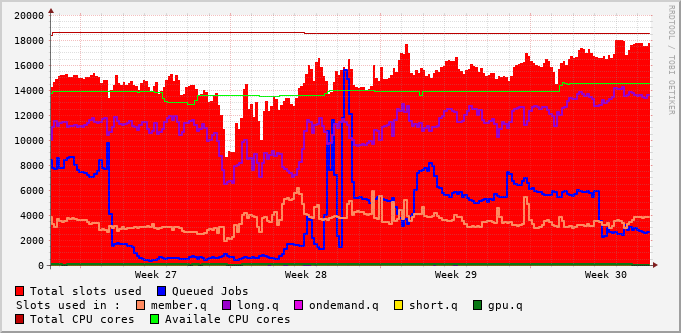 RRDTOOL / TOBI OETIKER
20000
18000
16000
14000
12000
10000
8000
6000
4000
2000
0
Week 27 Week 28 Week 29 Week 30
Total slots used Queued Jobs
Slots used in : member.q long.q ondemand.q short.q gpu.q
Total CPU cores Availale CPU cores